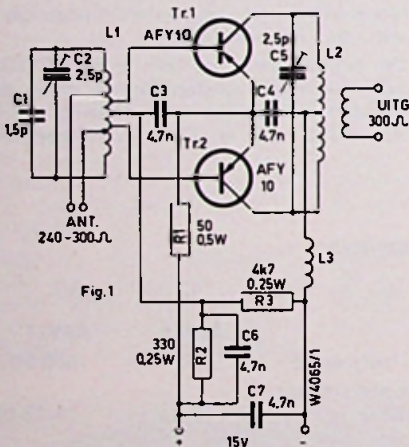 Tr.1
L1
AFY10
2,5p
C5
L2
C2
2,5p
C1
1,5p
C3
4,7n
C4
4,7n
UITG
300Ω
Tr.2
AFY
10
ANT.
240-300Ω
R1
50
0,5W
L3
Fig.1
4k7
0,25W
R3
330
0,25W
R2
C6
4,7n
C7
4,7n
W4065/1
+
15V
-